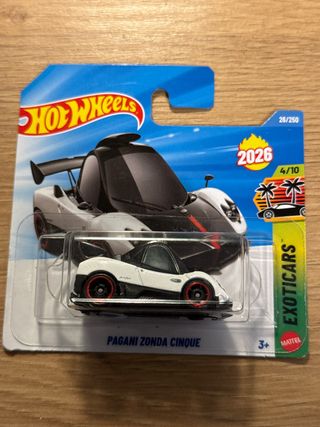 Hot Wheels
26/250
2026
4/10
EXOTICARS
PAGANI ZONDA CINQUE
3+
MATTEL